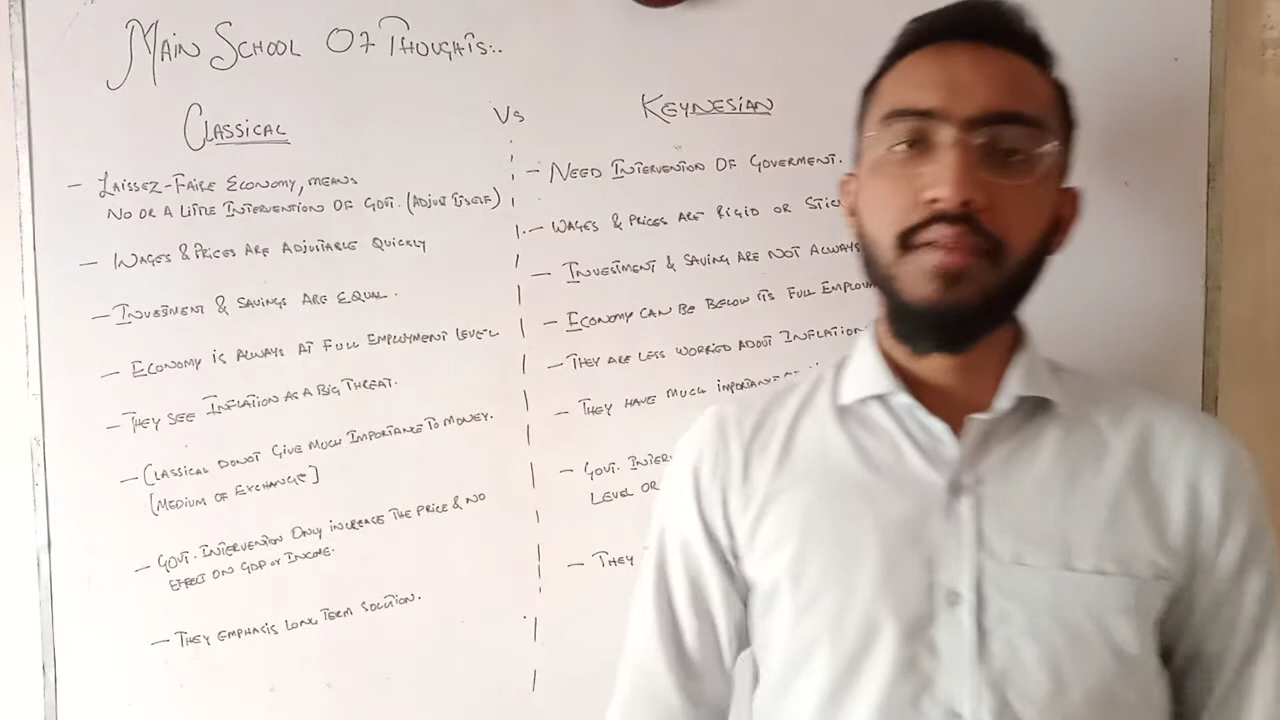 MAIN SCHOOL OF THOUGHTS:.
CLASSICAL
Vs
KEYNESIAN
- LAISSEZ-FAIRE ECONOMY, MEANS
NO OR A LITTLE INTERVENTION OF GOVT. (ADJUST ITSELF)
- WAGES & PRICES ARE ADJUSTABLE QUICKLY
- INVESTMENT & SAVINGS ARE EQUAL.
- ECONOMY IS ALWAYS AT FULL EMPLOYMENT LEVEL
- THEY SEE INFLATION AS A BIG THREAT.
- CLASSICAL DO NOT GIVE MUCH IMPORTANCE TO MONEY.
[MEDIUM OF EXCHANGE]
- GOVT. INTERVENTION ONLY INCREASE THE PRICE & NO
EFFECT ON GDP or INCOME.
- THEY EMPHASIS LONG TERM SOLUTION.
- NEED INTERVENTION OF GOVERMENT.
- WAGES & PRICES ARE RIGID OR
- INVESTMENT & SAVING ARE NOT ALWAYS
- ECONOMY CAN BE BELOW ITS FULL
- THEY ARE LESS WORRIED ABOUT INFLATION
- THEY HAVE MUCH
- GOVT.
LEVEL OR
- THEY